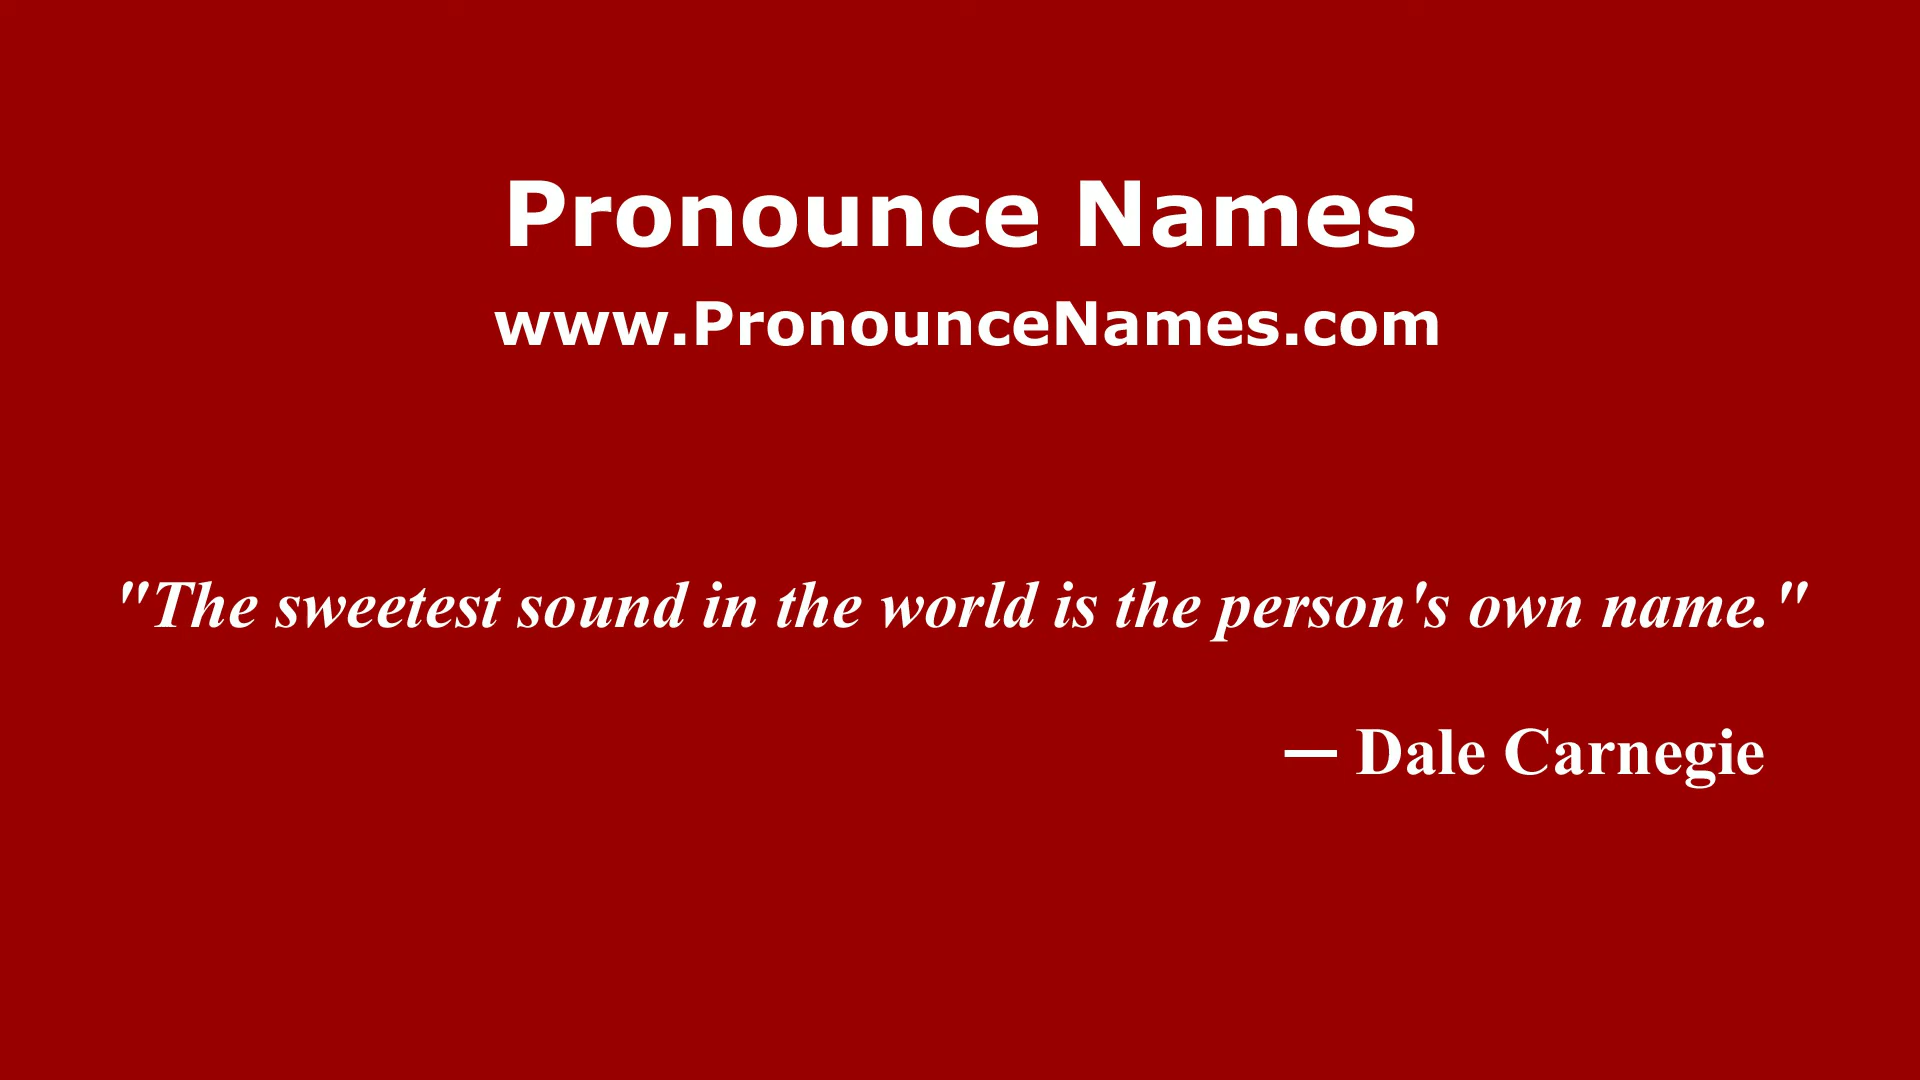 Pronounce Names
www.PronounceNames.com
"The sweetest sound in the world is the person's own name."
— Dale Carnegie